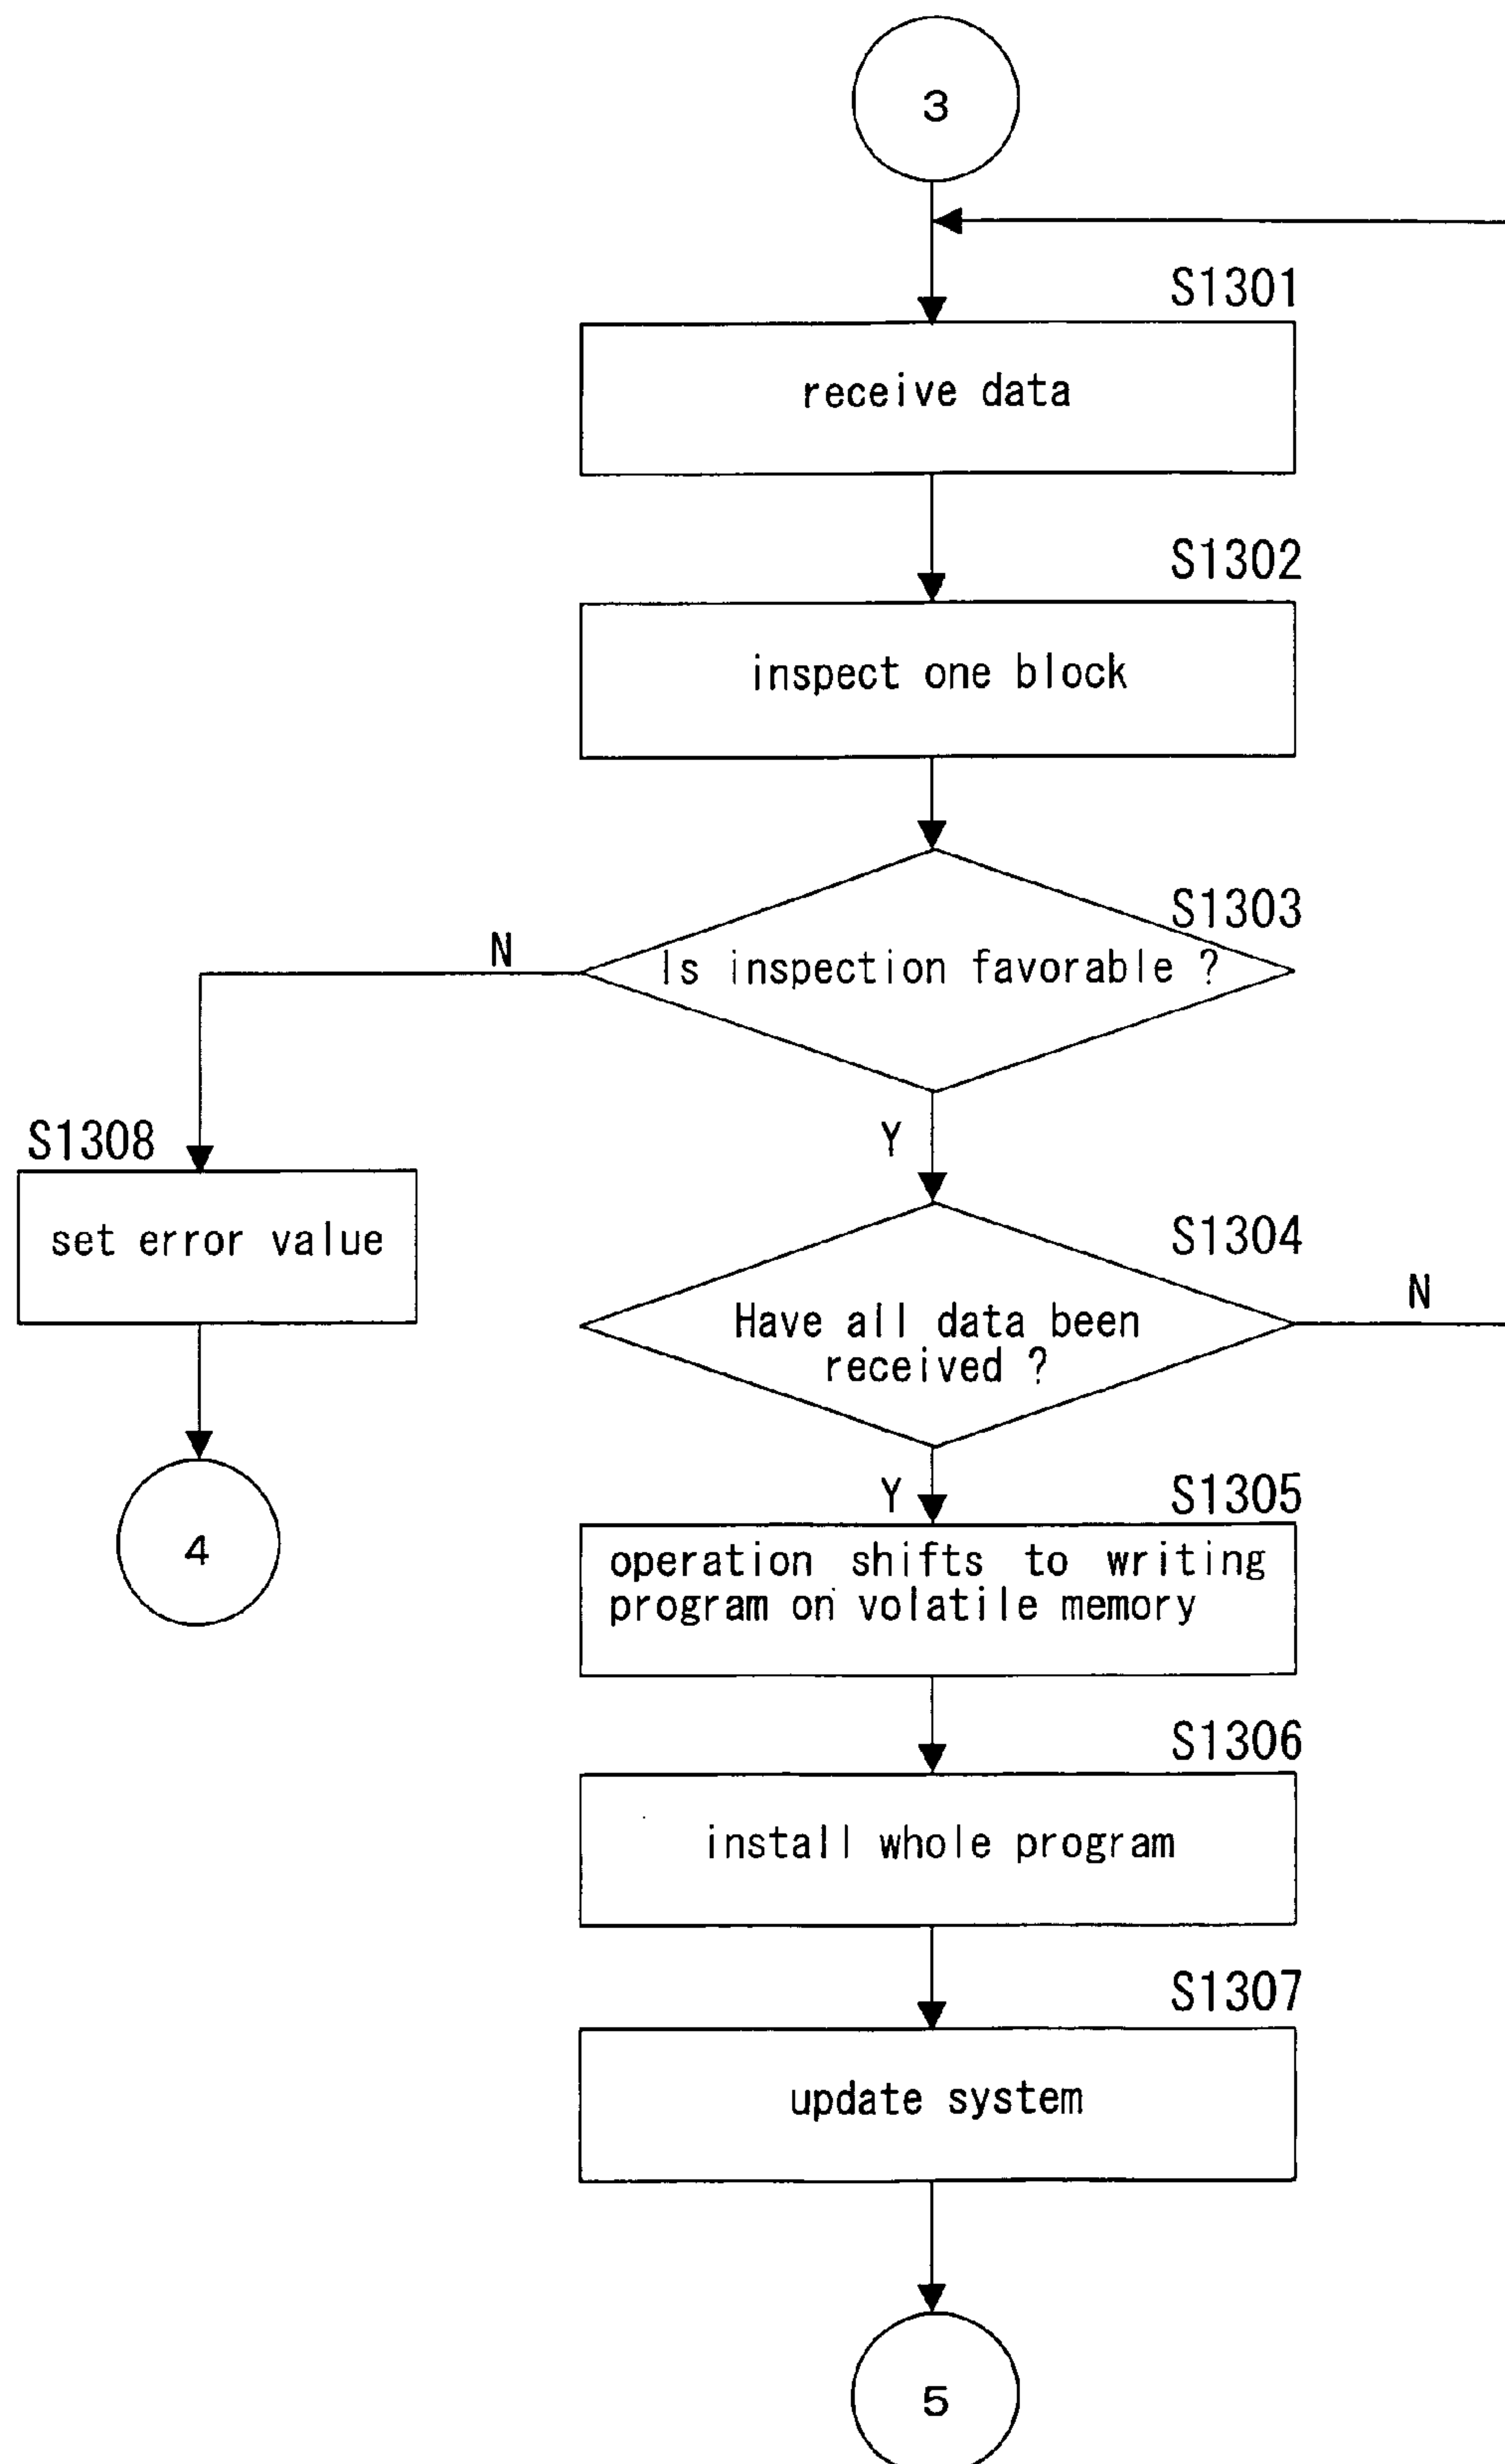 3
S1301
receive data
S1302
inspect one block
S1303
N
Is inspection favorable ?
Y
S1308
set error value
S1304
N
Have all data been
received ?
4
Y
S1305
operation shifts to writing
program on volatile memory
S1306
install whole program
S1307
update system
5